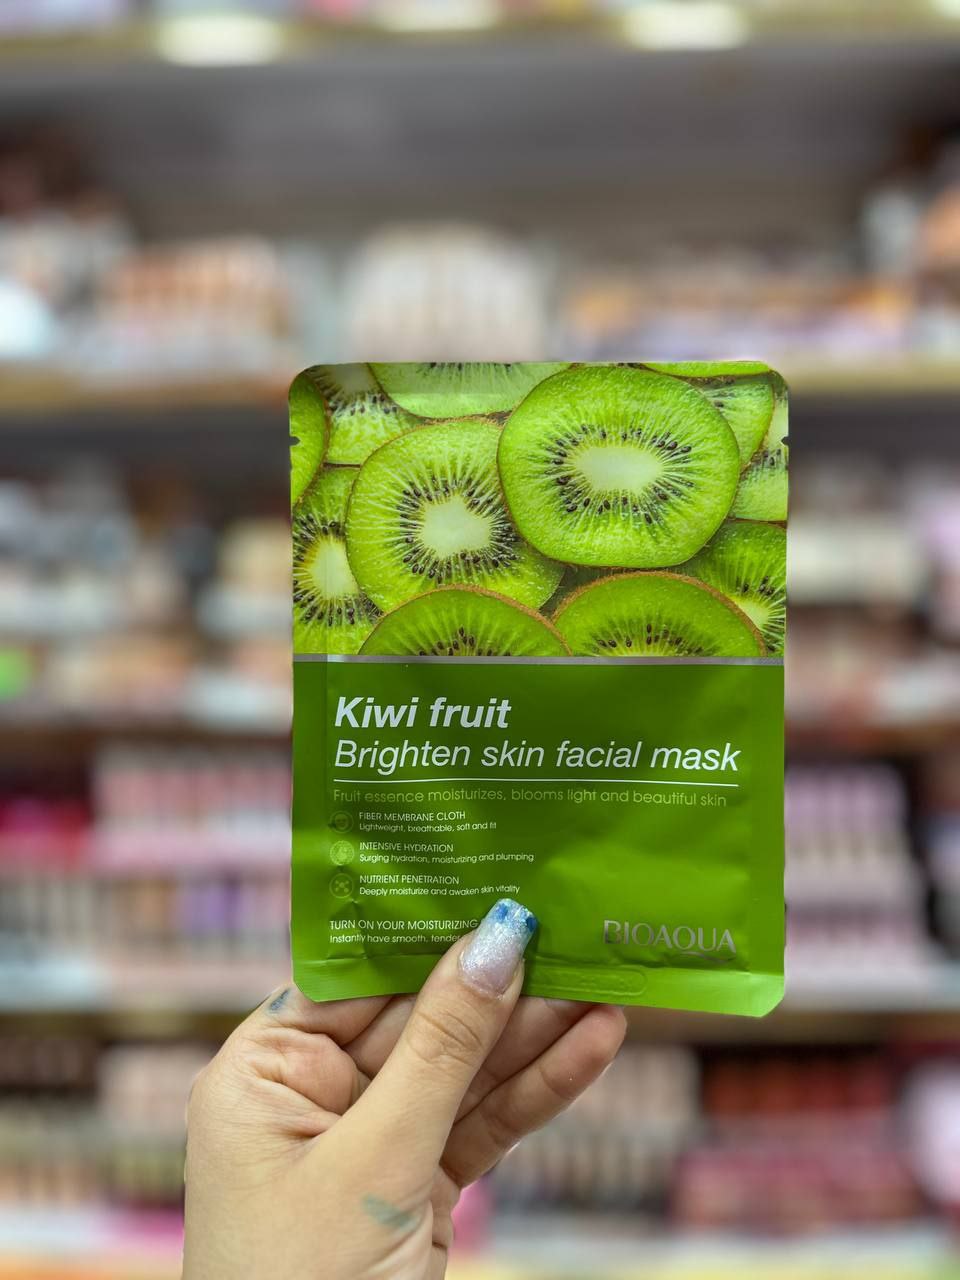 Kiwi fruit
Brighten skin facial mask
Fruit essence moisturizes, blooms light and beautiful skin
FIBER MEMBRANE CLOTH
Lightweight, breathable, soft and fit
INTENSIVE HYDRATION
Surging hydration, moisturizing and plumping
NUTRIENT PENETRATION
Deeply moisturize and awaken skin vitality
TURN ON YOUR MOISTURIZING
Instantly have smooth, tender
BIOAQUA